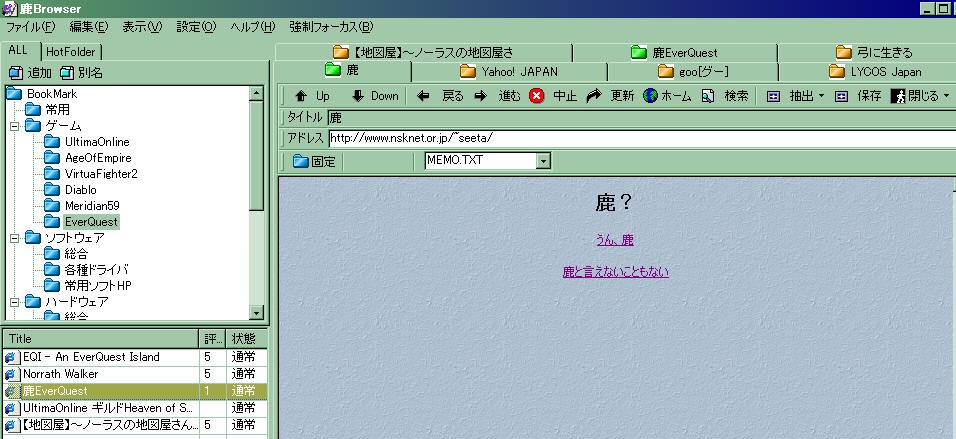 鹿Browser
ファイル(F) 編集(E) 表示(V) 設定(O) ヘルプ(H) 強制フォーカス(B)
ALL HotFolder
追加 別名
BookMark
常用
ゲーム
UltimaOnline
AgeOfEmpire
VirtuaFighter2
Diablo
Meridian59
EverQuest
ソフトウェア
総合
各種ドライバ
常用ソフトHP
ハードウェア
総合
Title 評... 状態
EQI - An EverQuest Island 5 通常
Norrath Walker 5 通常
鹿EverQuest 1 通常
UltimaOnline ギルドHeaven of S... 通常
【地図屋】～ノーラスの地図屋さん... 5 通常
【地図屋】～ノーラスの地図屋さ 鹿EverQuest 弓に生きる
鹿 Yahoo! JAPAN goo[グー] LYCOS Japan
Up Down 戻る 進む 中止 更新 ホーム 検索 抽出 保存 閉じる
タイトル 鹿
アドレス http://www.nsknet.or.jp/~seeta/
固定 MEMO.TXT
鹿？
うん、鹿
鹿と言えないこともない